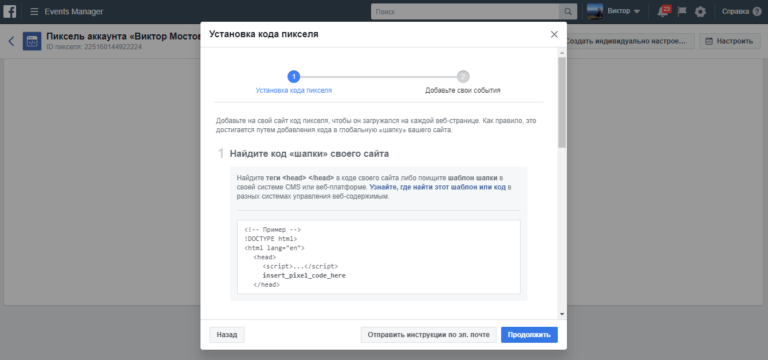 Events Manager
Поиск
Виктор
23
Справка
Пиксель аккаунта «Виктор Мостов
ID пикселя: 225160144922224
Создать индивидуально настрое...
Настроить
Установка кода пикселя
1
2
Установка кода пикселя
Добавьте свои события
Добавьте на свой сайт код пикселя, чтобы он загружался на каждой веб-странице. Как правило, это
достигается путем добавления кода в глобальную «шапку» вашего сайта.
1 Найдите код «шапки» своего сайта
Найдите теги <head> </head> в коде своего сайта либо поищите шаблон шапки в
своей системе CMS или веб-платформе. Узнайте, где найти этот шаблон или код в
разных системах управления веб-содержимым.
<!-- Пример -->
!DOCTYPE html>
<html lang="en">
<head>
<script>...</script>
insert_pixel_code_here
</head>
Назад
Отправить инструкции по эл. почте
Продолжить